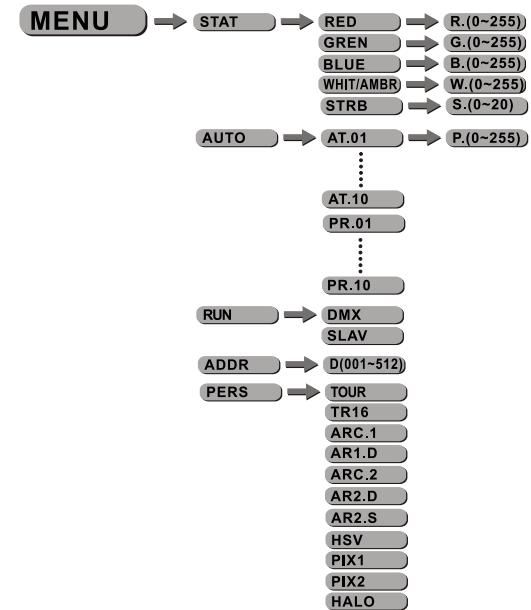 MENU STAT RED R.(0~255)
GREN G.(0~255)
BLUE B.(0~255)
WHIT/AMBR W.(0~255)
STRB S.(0~20)
AUTO AT.01 P.(0~255)
AT.10
PR.01
PR.10
RUN DMX
SLAV
ADDR D(001~512)
PERS TOUR
TR16
ARC.1
AR1.D
ARC.2
AR2.D
AR2.S
HSV
PIX1
PIX2
HALO